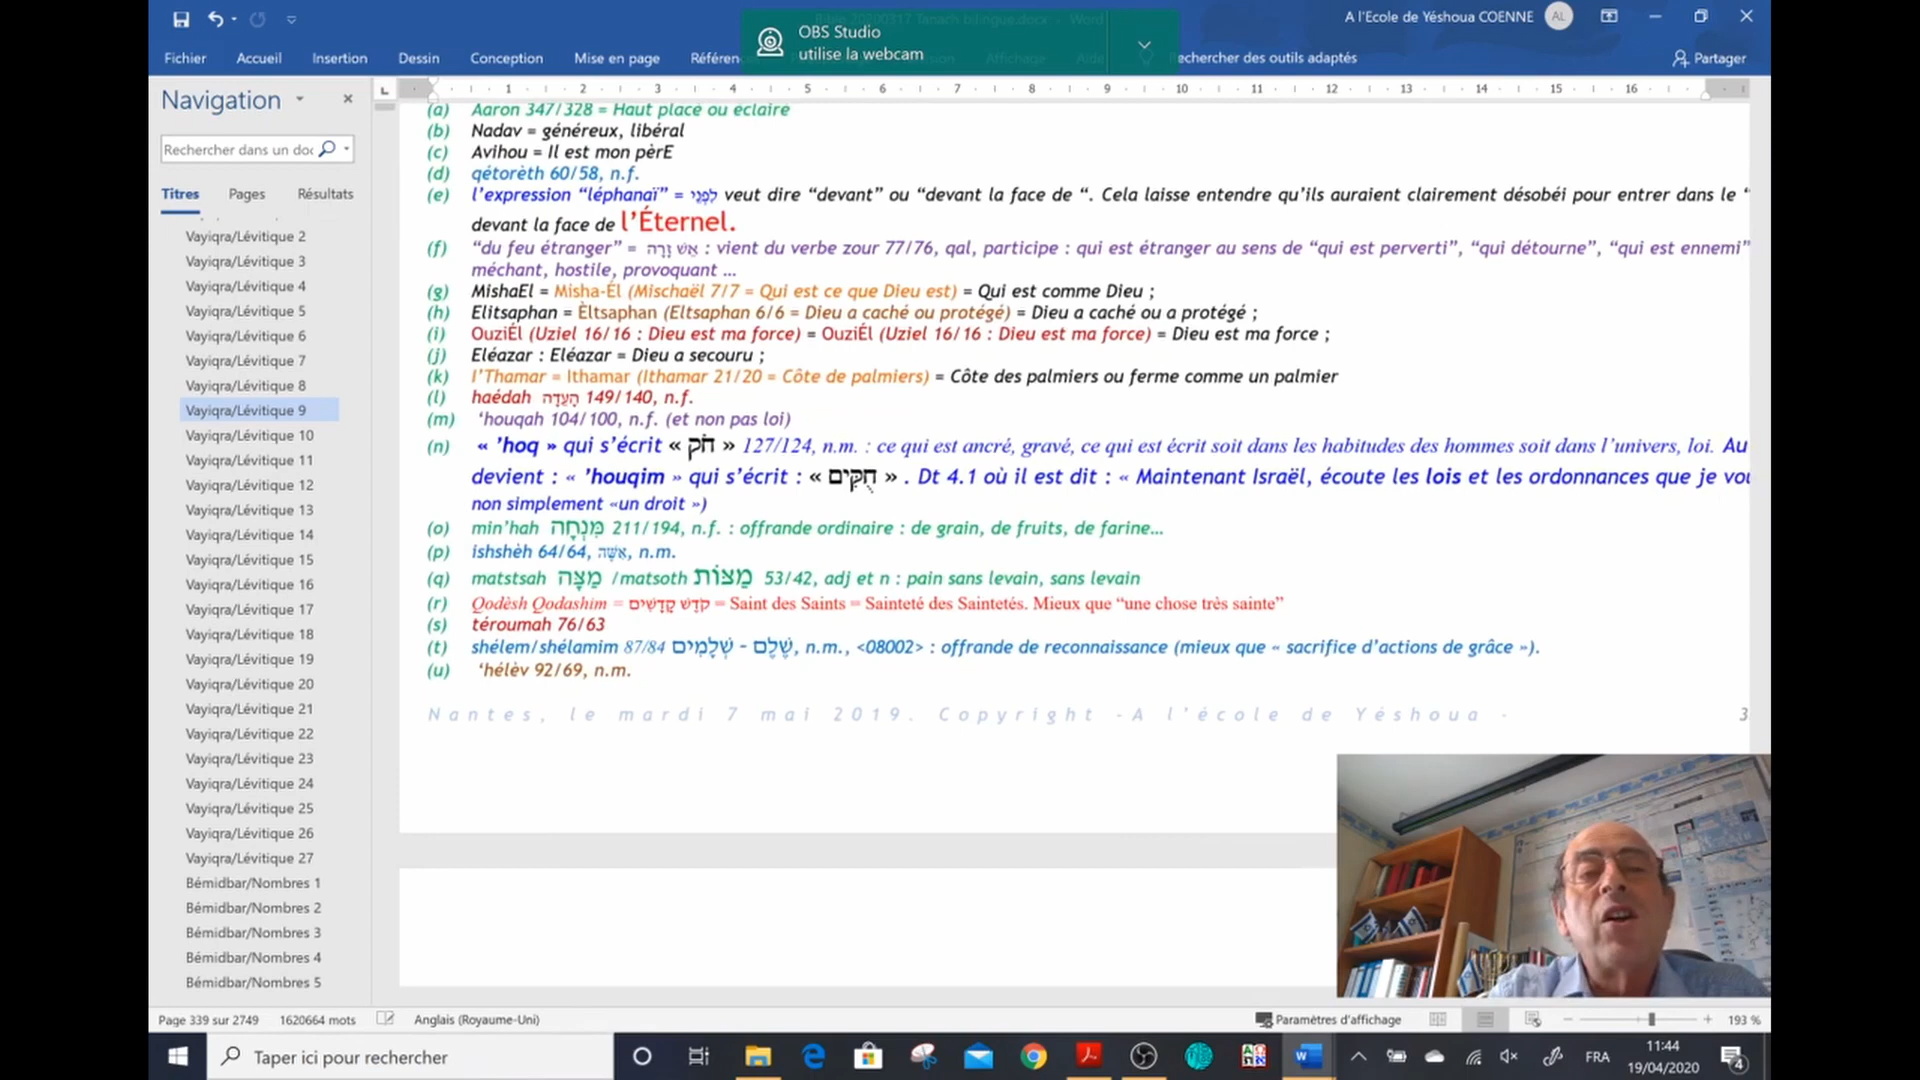 A l'Ecole de Yéshoua COENNE AL
OBS Studio
utilise la webcam
Fichier Accueil Insertion Dessin Conception Mise en page Référen
Rechercher des outils adaptés Partager
Navigation
Rechercher dans un doc
Titres Pages Résultats
Vayiqra/Lévitique 2
Vayiqra/Lévitique 3
Vayiqra/Lévitique 4
Vayiqra/Lévitique 5
Vayiqra/Lévitique 6
Vayiqra/Lévitique 7
Vayiqra/Lévitique 8
Vayiqra/Lévitique 9
Vayiqra/Lévitique 10
Vayiqra/Lévitique 11
Vayiqra/Lévitique 12
Vayiqra/Lévitique 13
Vayiqra/Lévitique 14
Vayiqra/Lévitique 15
Vayiqra/Lévitique 16
Vayiqra/Lévitique 17
Vayiqra/Lévitique 18
Vayiqra/Lévitique 19
Vayiqra/Lévitique 20
Vayiqra/Lévitique 21
Vayiqra/Lévitique 22
Vayiqra/Lévitique 23
Vayiqra/Lévitique 24
Vayiqra/Lévitique 25
Vayiqra/Lévitique 26
Vayiqra/Lévitique 27
Bémidbar/Nombres 1
Bémidbar/Nombres 2
Bémidbar/Nombres 3
Bémidbar/Nombres 4
Bémidbar/Nombres 5
1 2 3 4 5 6 7 8 9 10 11 12 13 14 15 16
(a) Aaron 347/328 = Haut placé ou éclairé
(b) Nadav = généreux, libéral
(c) Avihou = Il est mon pèrE
(d) qétorèth 60/58, n.f.
(e) l'expression “léphanaï” = לִפְנֵי veut dire “devant” ou “devant la face de “. Cela laisse entendre qu'ils auraient clairement désobéi pour entrer dans le “
devant la face de l'Éternel.
(f) “du feu étranger” = אֵשׁ זָרָה : vient du verbe zour 77/76, qal, participe : qui est étranger au sens de “qui est perverti”, “qui détourne”, “qui est ennemi”
méchant, hostile, provoquant …
(g) MishaEl = Misha-Él (Mischaël 7/7 = Qui est ce que Dieu est) = Qui est comme Dieu ;
(h) Elitsaphan = Èltsaphan (Eltsaphan 6/6 = Dieu a caché ou protégé) = Dieu a caché ou a protégé ;
(i) OuziÉl (Uziel 16/16 : Dieu est ma force) = OuziÉl (Uziel 16/16 : Dieu est ma force) = Dieu est ma force ;
(j) Eléazar : Eléazar = Dieu a secouru ;
(k) I'Thamar = Ithamar (Ithamar 21/20 = Côte de palmiers) = Côte des palmiers ou ferme comme un palmier
(l) haédah הָעֵדָה 149/140, n.f.
(m) ‘houqah 104/100, n.f. (et non pas loi)
(n) « 'hoq » qui s'écrit « חֹק » 127/124, n.m. : ce qui est ancré, gravé, ce qui est écrit soit dans les habitudes des hommes soit dans l'univers, loi. Au
devient : « 'houqim » qui s'écrit : « חֻקִּים » . Dt 4.1 où il est dit : « Maintenant Israël, écoute les lois et les ordonnances que je vou
non simplement «un droit »)
(o) min'hah מִנְחָה 211/194, n.f. : offrande ordinaire : de grain, de fruits, de farine…
(p) ishshèh 64/64, אִשֶּׁה, n.m.
(q) matstsah מַצָּה /matsoth מַצּוֹת 53/42, adj et n : pain sans levain, sans levain
(r) Qodèsh Qodashim = קֹדֶשׁ קָדָשִׁים = Saint des Saints = Sainteté des Saintetés. Mieux que “une chose très sainte”
(s) téroumah 76/63
(t) shélem/shélamim 87/84 שֶׁלֶם - שְׁלָמִים, n.m., <08002> : offrande de reconnaissance (mieux que « sacrifice d'actions de grâce »).
(u) ‘hélèv 92/69, n.m.
Nantes, le mardi 7 mai 2019. Copyright -A l'école de Yéshoua - 3
Page 339 sur 2749 1620664 mots Anglais (Royaume-Uni) Paramètres d'affichage 193 %
Taper ici pour rechercher
FRA
11:44
19/04/2020
4